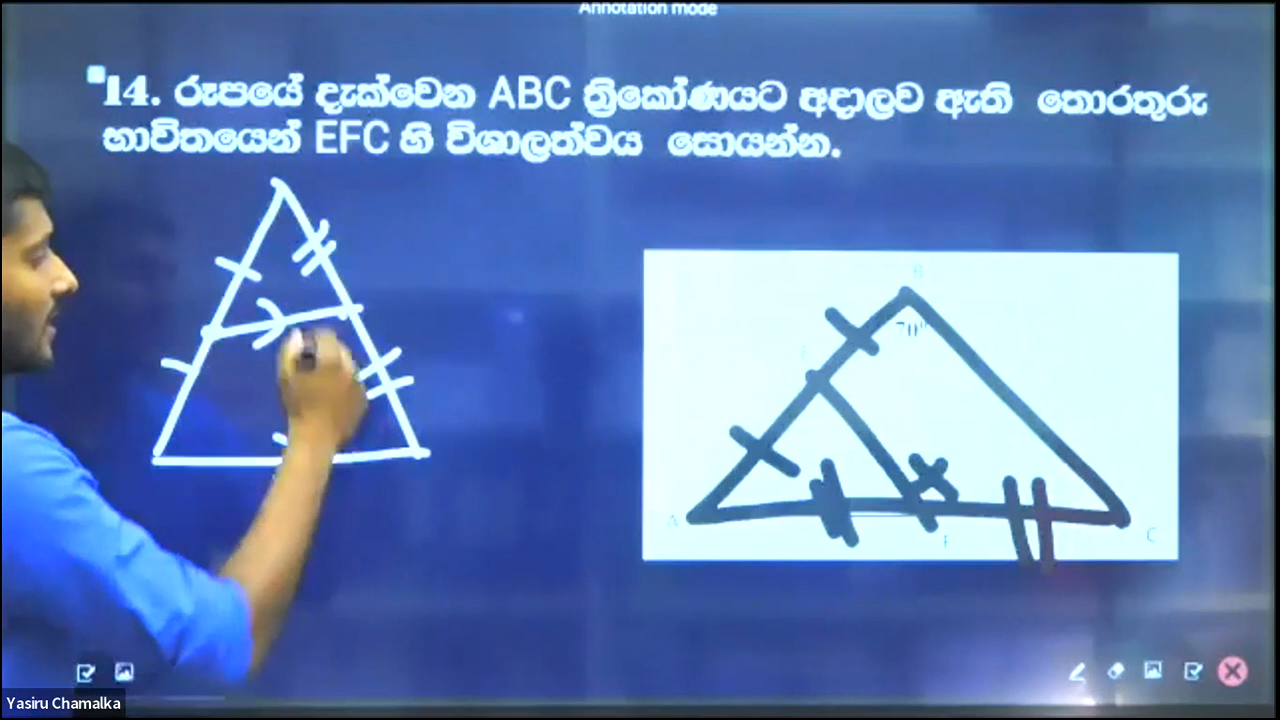 Annotation mode
14. රූපයේ දැක්වෙන ABC ත්‍රිකෝණයට අදාලව ඇති තොරතුරු
භාවිතයෙන් EFC හි විශාලත්වය සොයන්න.
B
70°
A
F
C
Yasiru Chamalka